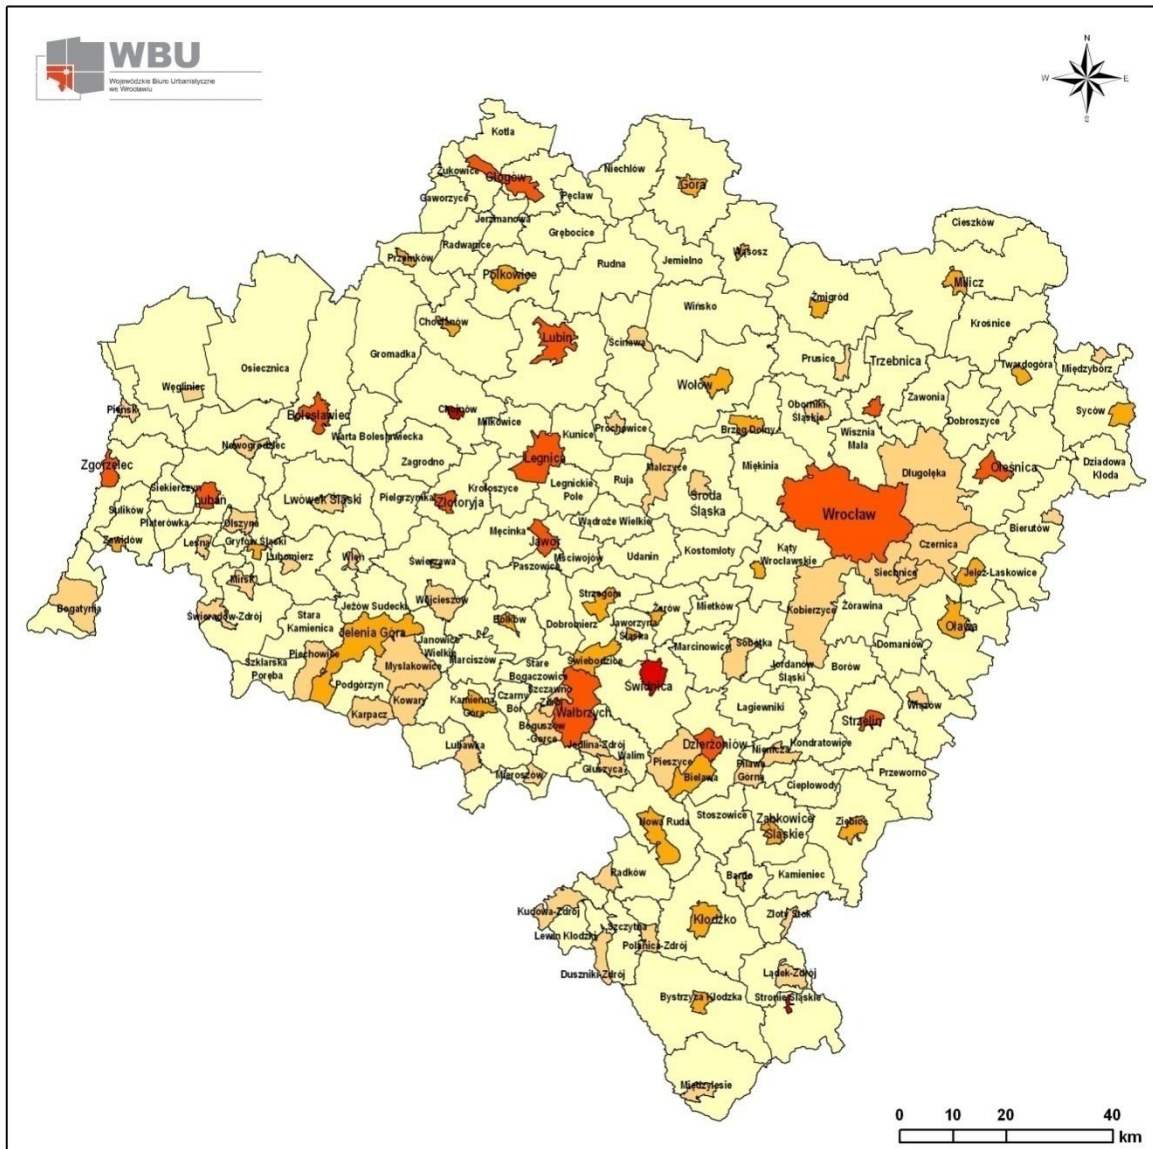 WBU
Wojewódzkie Biuro Urbanistyczne
we Wrocławiu
N
W
E
S
Kotla
Żukowice
Głogów
Niechlów
Góra
Gaworzyce
Pęcław
Jerzmanowa
Grębocice
Cieszków
Radwanice
Przemków
Polkowice
Rudna
Jemielno
Wąsosz
Milicz
Żmigród
Wińsko
Krośnice
Chocianów
Lubin
Ścinawa
Gromadka
Osiecznica
Prusice
Trzebnica
Twardogóra
Międzybórz
Węgliniec
Wołów
Zawonia
Pieńsk
Bolesławiec
Chojnów
Miłkowice
Prochowice
Oborniki
Śląskie
Syców
Dobroszyce
Brzeg Dolny
Wisznia
Mała
Kunice
Warta Bolesławiecka
Nowogrodziec
Zgorzelec
Zagrodno
Legnica
Malczyce
Miękinia
Długołęka
Oleśnica
Dziadowa
Kłoda
Siekierczyn
Lubań
Lwówek Śląski
Pielgrzymka
Złotoryja
Krotoszyce
Legnickie
Pole
Ruja
Środa
Śląska
Sulików
Platerówka
Olszyna
Wrocław
Wądroże Wielkie
Bierutów
Zawidów
Leśna
Gryfów Śląski
Lubomierz
Wleń
Świerzawa
Męcinka
Jawor
Paszowice
Mściwojów
Udanin
Kostomłoty
Kąty
Wrocławskie
Czernica
Siechnice
Jelcz-Laskowice
Mirsk
Bogatynia
Świeradów-Zdrój
Stara
Kamienica
Jeżów Sudecki
Wojcieszów
Bolków
Strzegom
Dobromierz
Żarów
Jaworzyna
Śląska
Mietków
Kobierzyce
Żórawina
Oława
Jelenia Góra
Janowice
Wielkie
Marciszów
Marcinowice
Sobótka
Domaniów
Szklarska
Poręba
Piechowice
Mysłakowice
Stare
Bogaczowice
Świebodzice
Jordanów
Śląski
Borów
Podgórzyn
Kowary
Karpacz
Kamienna
Góra
Czarny
Bór
Szczawno
Zdrój
Wałbrzych
Świdnica
Łagiewniki
Wiązów
Strzelin
Boguszów
-Gorce
Lubawka
Jedlina-Zdrój
Walim
Głuszyca
Mieroszów
Dzierżoniów
Pieszyce
Bielawa
Niemcza
Piława
Górna
Kondratowice
Przeworno
Ciepłowody
Nowa Ruda
Stoszowice
Ząbkowice
Śląskie
Ziębice
Radków
Bardo
Kamieniec
Kudowa-Zdrój
Lewin Kłodzki
Szczytna
Polanica-Zdrój
Kłodzko
Złoty Stok
Duszniki-Zdrój
Lądek-Zdrój
Bystrzyca Kłodzka
Stronie Śląskie
Międzylesie
0 10 20 40
km